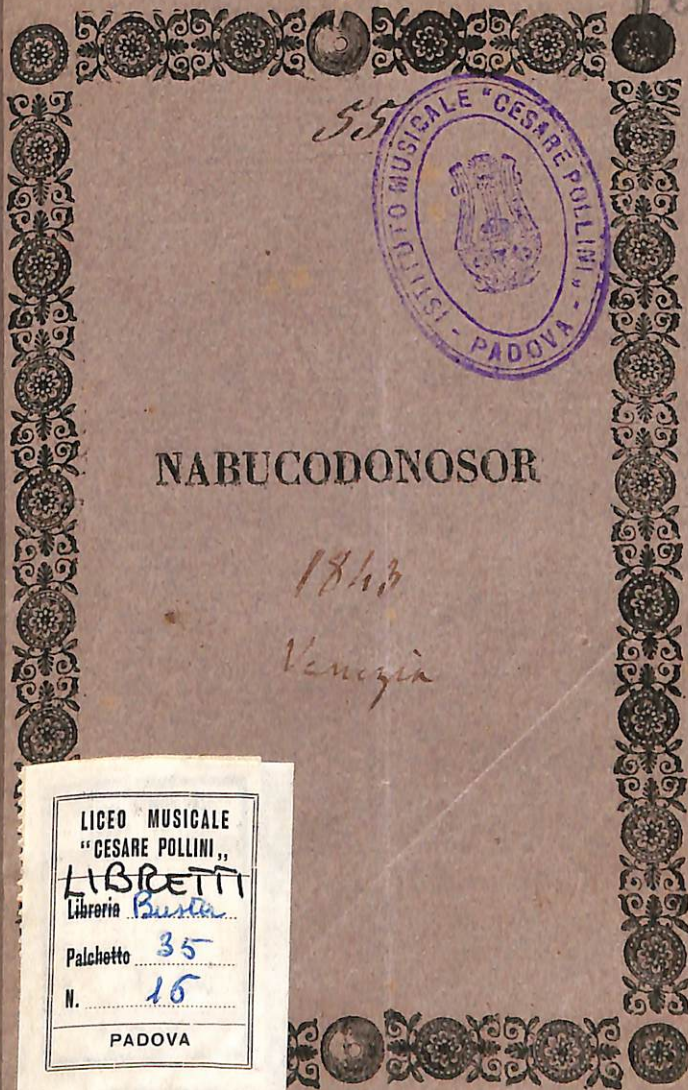 55
ISTITUTO MUSICALE "CESARE POLLINI" - PADOVA -
NABUCODONOSOR
1843
Venezia
LICEO MUSICALE
"CESARE POLLINI„
LIBRETTI
Libreria Busta
Palchetto 35
N. 16
PADOVA